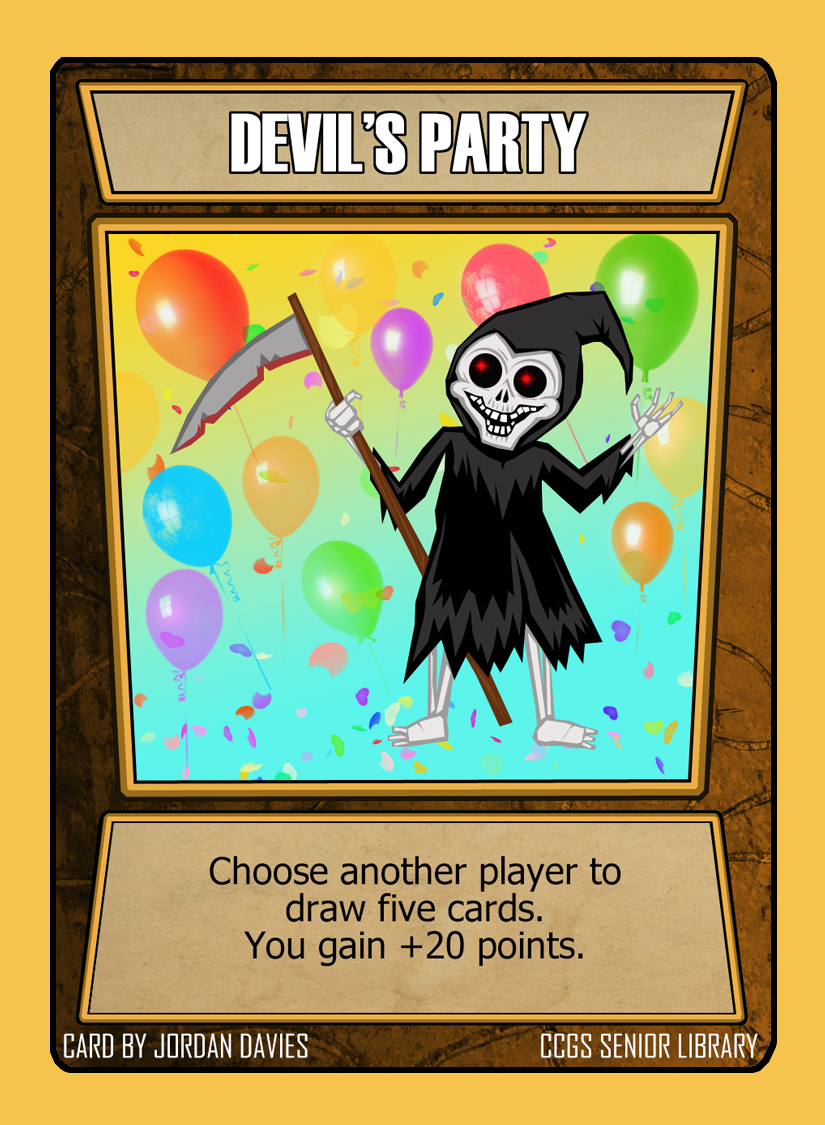 DEVIL'S PARTY
Choose another player to
draw five cards.
You gain +20 points.
CARD BY JORDAN DAVIES
CCGS SENIOR LIBRARY